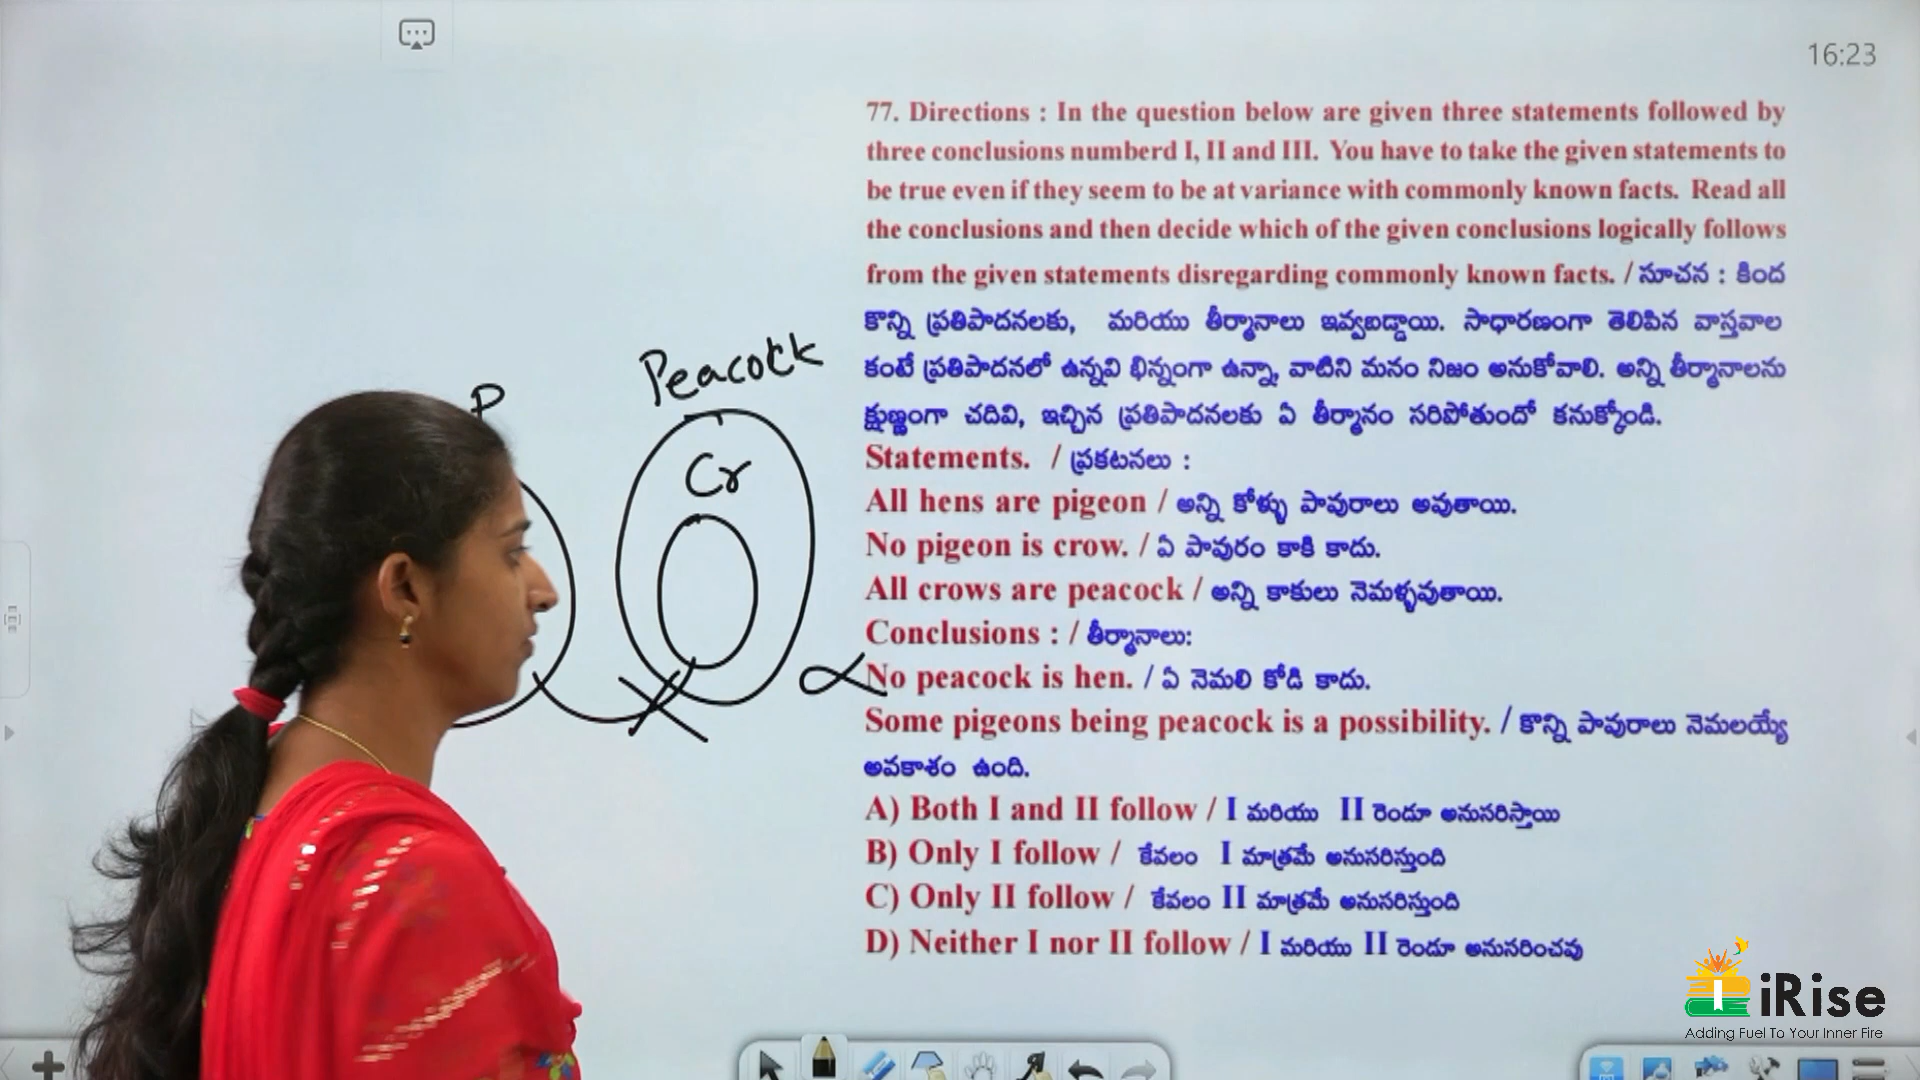 16:23
77. Directions : In the question below are given three statements followed by
three conclusions numberd I, II and III. You have to take the given statements to
be true even if they seem to be at variance with commonly known facts. Read all
the conclusions and then decide which of the given conclusions logically follows
from the given statements disregarding commonly known facts. / సూచన : కింద
కొన్ని ప్రతిపాదనలకు, మరియు తీర్మానాలు ఇవ్వబడ్డాయి. సాధారణంగా తెలిపిన వాస్తవాల
కంటే ప్రతిపాదనలో ఉన్నవి భిన్నంగా ఉన్నా, వాటిని మనం నిజం అనుకోవాలి. అన్ని తీర్మానాలను
క్షుణ్ణంగా చదివి, ఇచ్చిన ప్రతిపాదనలకు ఏ తీర్మానం సరిపోతుందో కనుక్కోండి.
Statements. / ప్రకటనలు :
All hens are pigeon / అన్ని కోళ్ళు పావురాలు అవుతాయి.
No pigeon is crow. / ఏ పావురం కాకి కాదు.
All crows are peacock / అన్ని కాకులు నెమళ్ళవుతాయి.
Conclusions : / తీర్మానాలు:
No peacock is hen. / ఏ నెమలి కోడి కాదు.
Some pigeons being peacock is a possibility. / కొన్ని పావురాలు నెమలయ్యే
అవకాశం ఉంది.
A) Both I and II follow / I మరియు II రెండూ అనుసరిస్తాయి
B) Only I follow / కేవలం I మాత్రమే అనుసరిస్తుంది
C) Only II follow / కేవలం II మాత్రమే అనుసరిస్తుంది
D) Neither I nor II follow / I మరియు II రెండూ అనుసరించవు
P
Peacock
Cr
iRise
Adding Fuel To Your Inner Fire